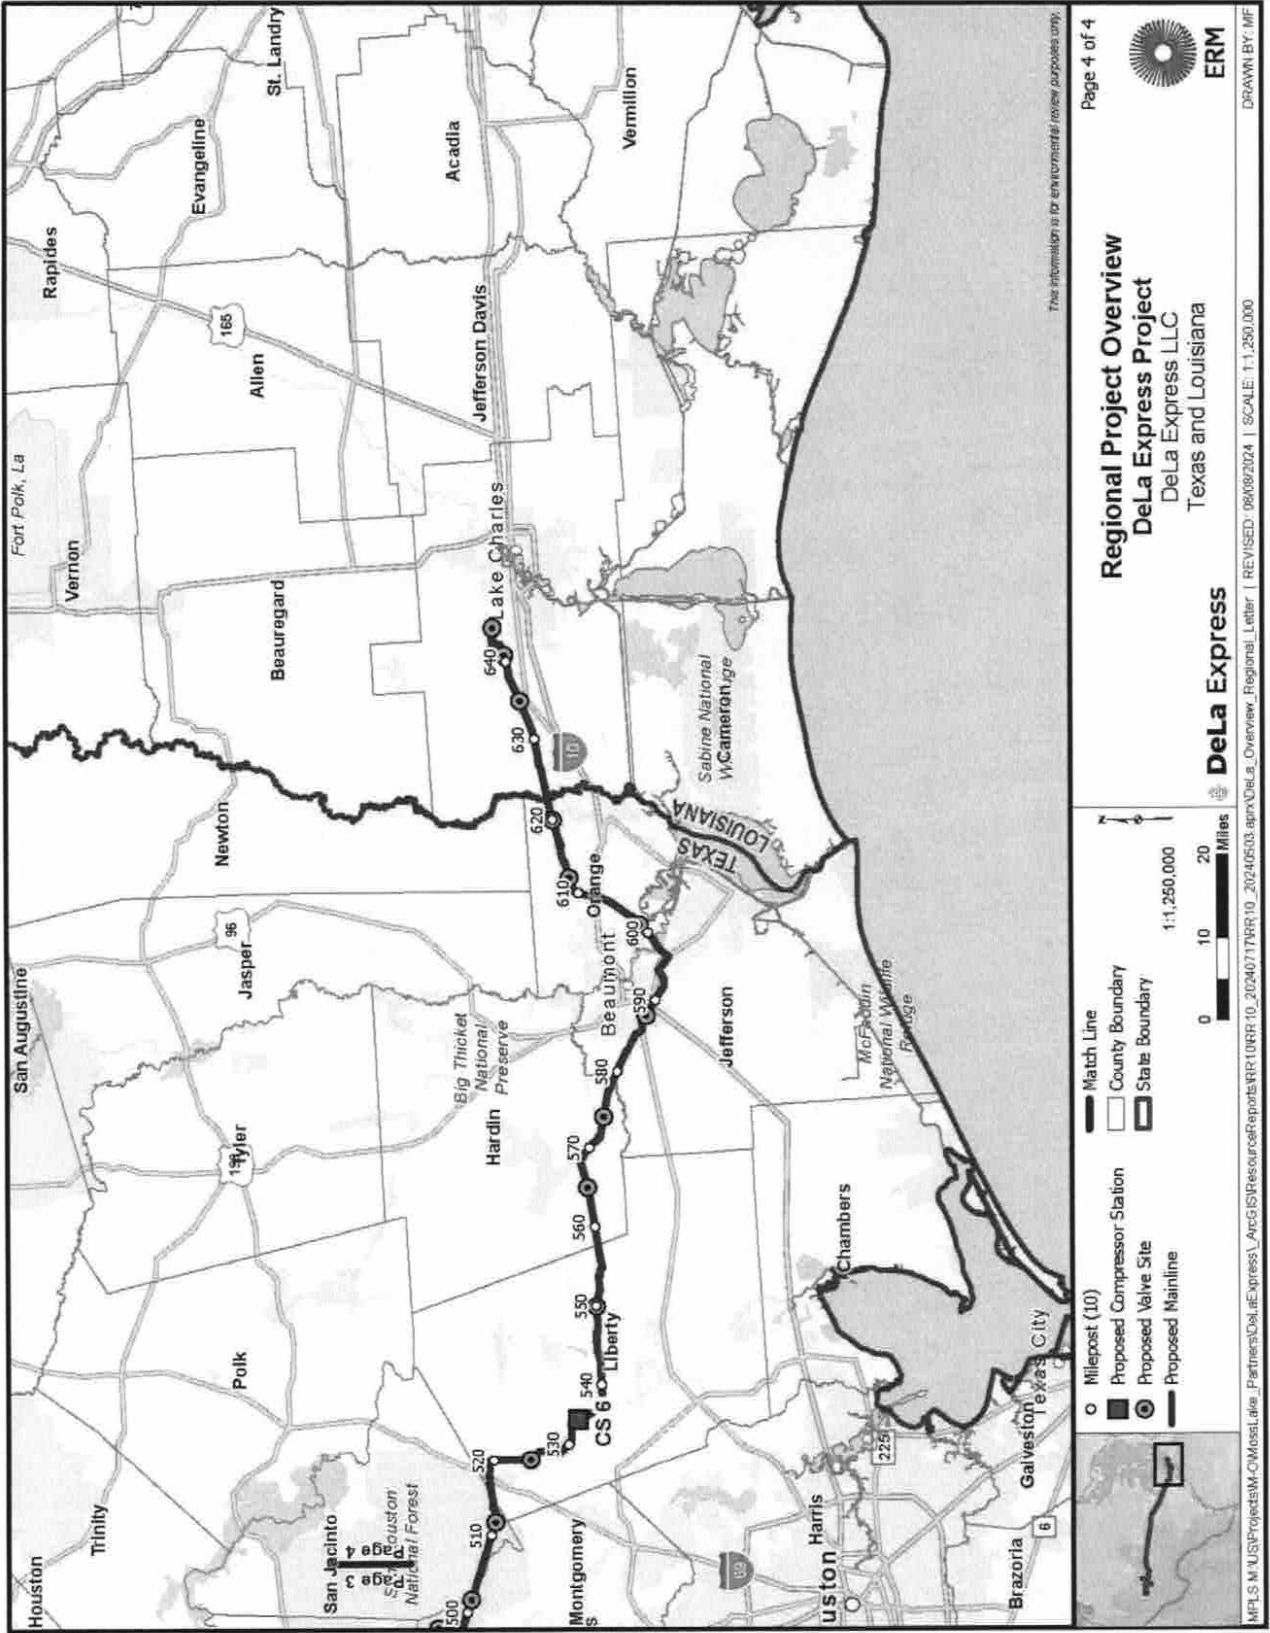 Houston
Trinity
Polk
San Augustine
Newton
Jasper
96
Tyler
Vernon
Fort Polk, La
Rapides
Evangeline
St. Landry
165
Allen
Beauregard
Acadia
Jefferson Davis
Vermillion
San Jacinto
National Forest
Page 3
Page 4
Hardin
Big Thicket
National
Preserve
Beaumont
Orange
Lake Charles
10
500
510
520
530
CS 6
540
550
560
570
580
590
600
610
620
630
640
Liberty
Montgomery
Jefferson
TEXAS
LOUISIANA
Sabine National
Cameron
McFaddin
National Wildlife
Refuge
Chambers
Harris
uston
69
225
Galveston
Texas City
Brazoria
6
This information is for environmental review purposes only.
Milepost (10)
Proposed Compressor Station
Proposed Valve Site
Proposed Mainline
Match Line
County Boundary
State Boundary
N
1:1,250,000
0 10 20
Miles
DeLa Express
Regional Project Overview
DeLa Express Project
DeLa Express LLC
Texas and Louisiana
Page 4 of 4
ERM
REVISED: 08/08/2024 | SCALE: 1:1,250,000
DRAWN BY: MF